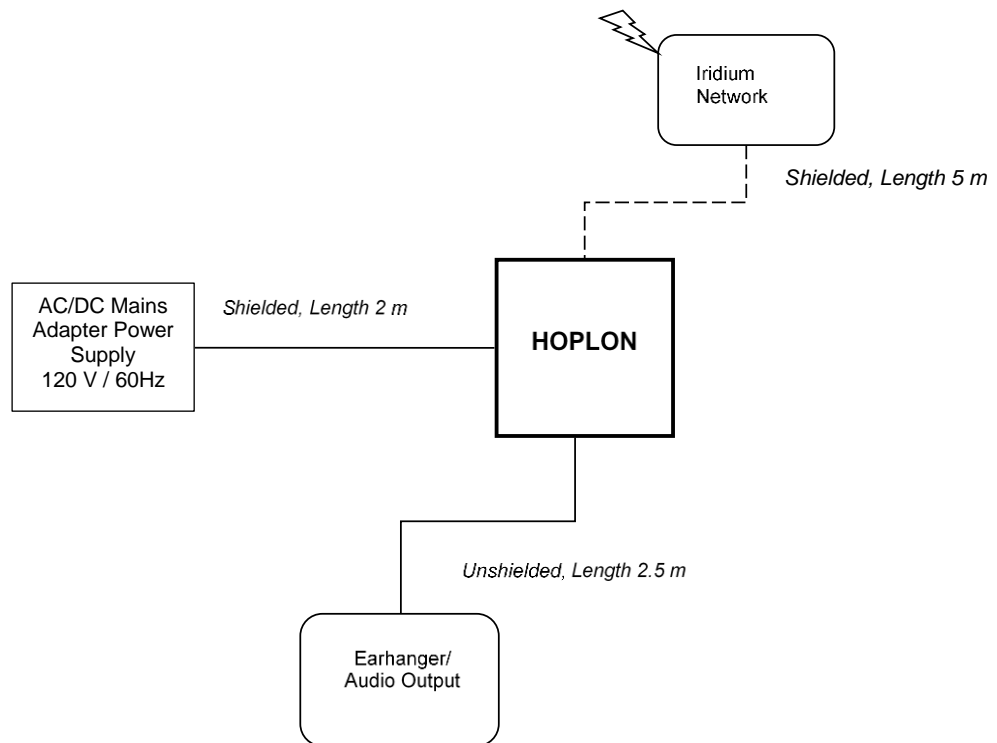 Iridium
Network
Shielded, Length 5 m
AC/DC Mains
Adapter Power
Supply
120 V / 60Hz
Shielded, Length 2 m
HOPLON
Unshielded, Length 2.5 m
Earhanger/
Audio Output